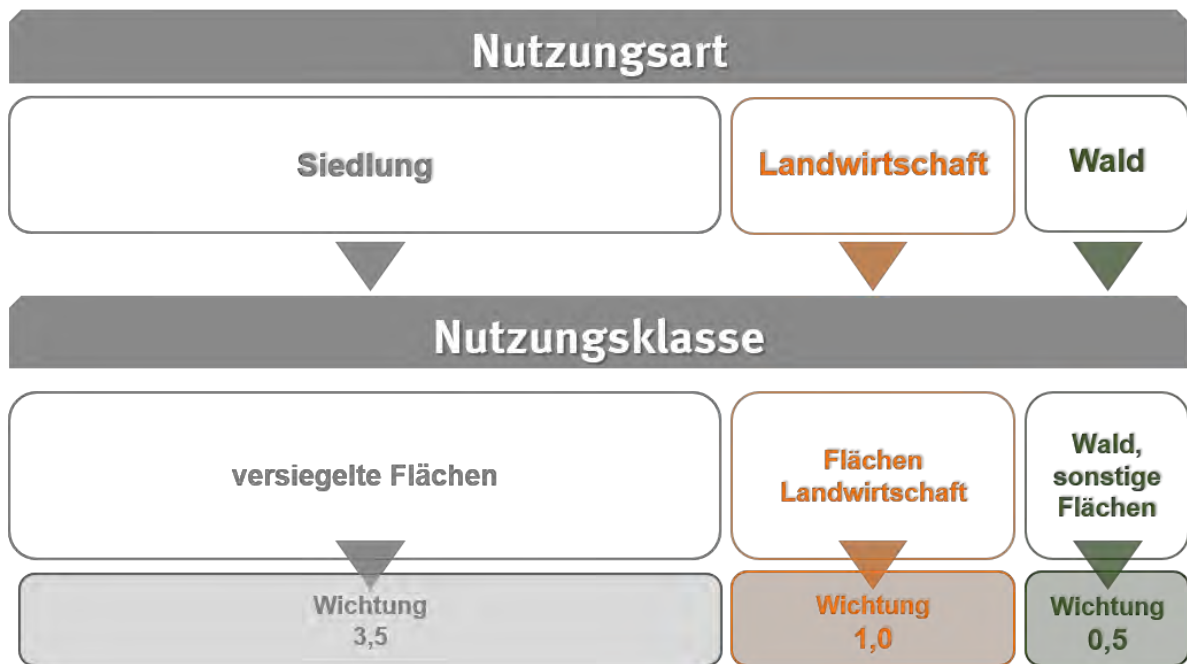 Nutzungsart
Siedlung
Landwirtschaft
Wald
Nutzungsklasse
versiegelte Flächen
Flächen
Landwirtschaft
Wald,
sonstige
Flächen
Wichtung
3,5
Wichtung
1,0
Wichtung
0,5